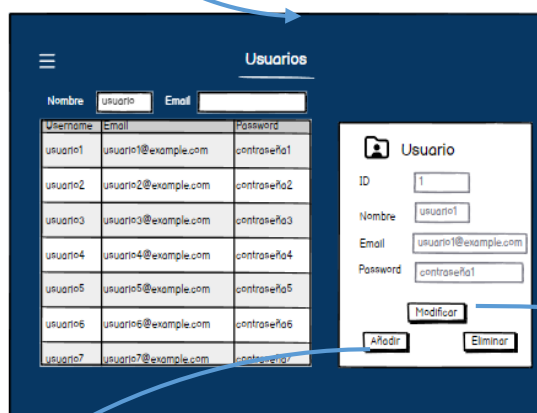 Usuarios
Nombre usuario Email
Username Email Password
usuario1 usuario1@example.com contraseña1
usuario2 usuario2@example.com contraseña2
usuario3 usuario3@example.com contraseña3
usuario4 usuario4@example.com contraseña4
usuario5 usuario5@example.com contraseña5
usuario6 usuario6@example.com contraseña6
usuario7 usuario7@example.com contraseña7
Usuario
ID 1
Nombre usuario1
Email usuario1@example.com
Password contraseña1
Modificar
Añadir Eliminar